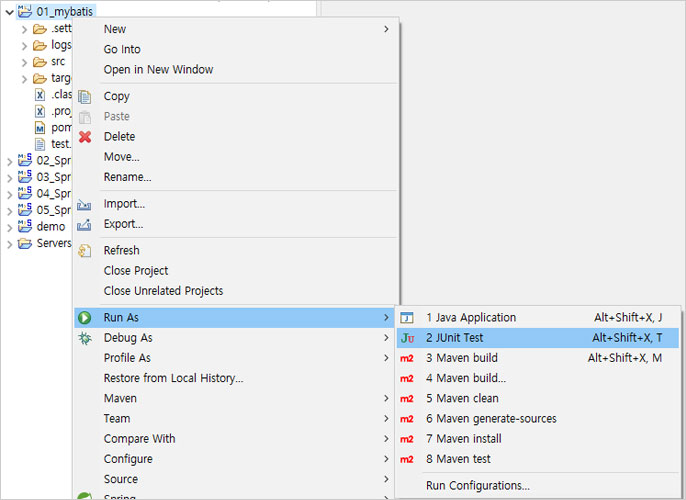 01_mybatis
.sett
logs
src
targe
.clas
.proj
pom
test.
02_Spr
03_Spr
04_Spr
05_Spr
demo
Servers
New
Go Into
Open in New Window
Copy
Paste
Delete
Move...
Rename...
Import...
Export...
Refresh
Close Project
Close Unrelated Projects
Run As
Debug As
Profile As
Restore from Local History...
Maven
Team
Compare With
Configure
Source
Spring
1 Java Application Alt+Shift+X, J
2 JUnit Test Alt+Shift+X, T
3 Maven build Alt+Shift+X, M
4 Maven build...
5 Maven clean
6 Maven generate-sources
7 Maven install
8 Maven test
Run Configurations...